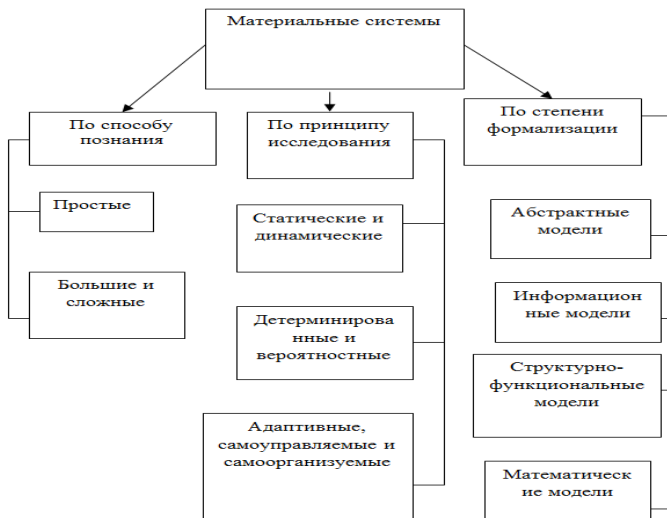 Материальные системы
По способу
познания
По принципу
исследования
По степени
формализации
Простые
Статические и
динамические
Абстрактные
модели
Большие и
сложные
Информацион
ные модели
Детерминирова
нные и
вероятностные
Структурно-
функциональные
модели
Адаптивные,
самоуправляемые и
самоорганизуемые
Математическ
ие модели